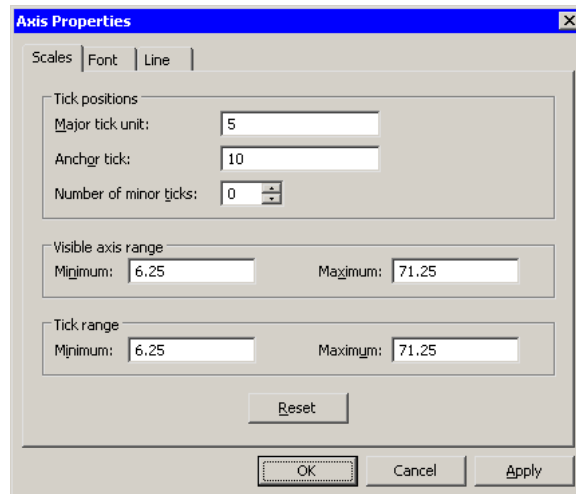 Axis Properties
Scales Font Line
Tick positions
Major tick unit: 5
Anchor tick: 10
Number of minor ticks: 0
Visible axis range
Minimum: 6.25 Maximum: 71.25
Tick range
Minimum: 6.25 Maximum: 71.25
Reset
OK Cancel Apply